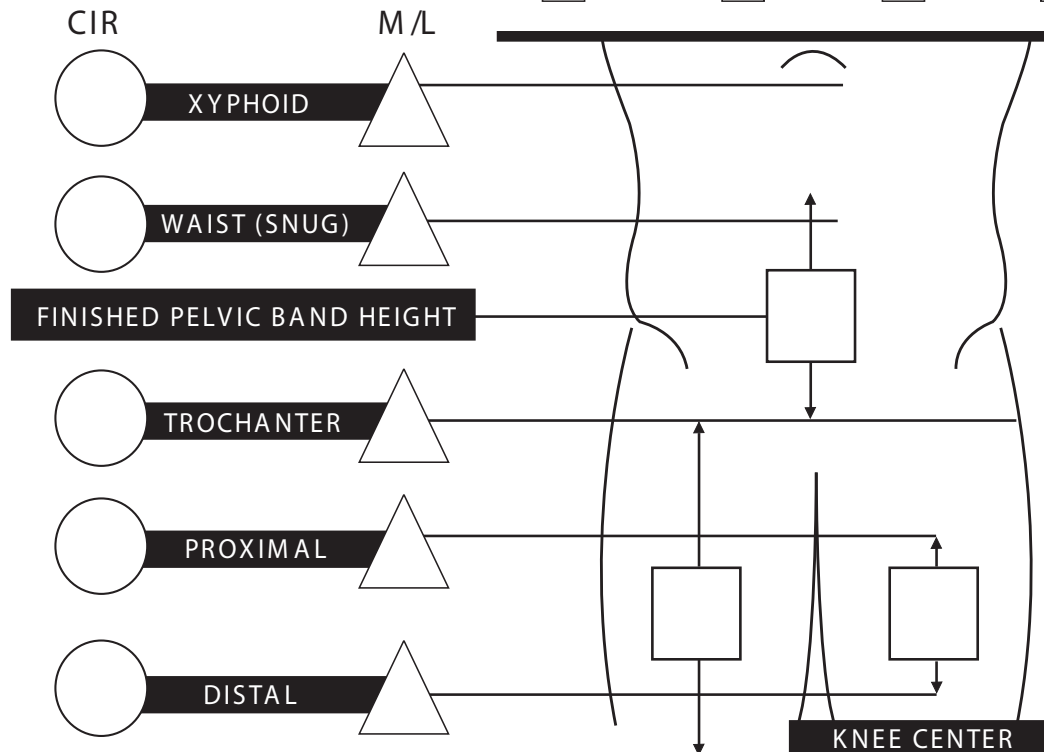 CIR M/L
XYPHOID
WAIST (SNUG)
FINISHED PELVIC BAND HEIGHT
TROCHANTER
PROXIMAL
DISTAL
KNEE CENTER